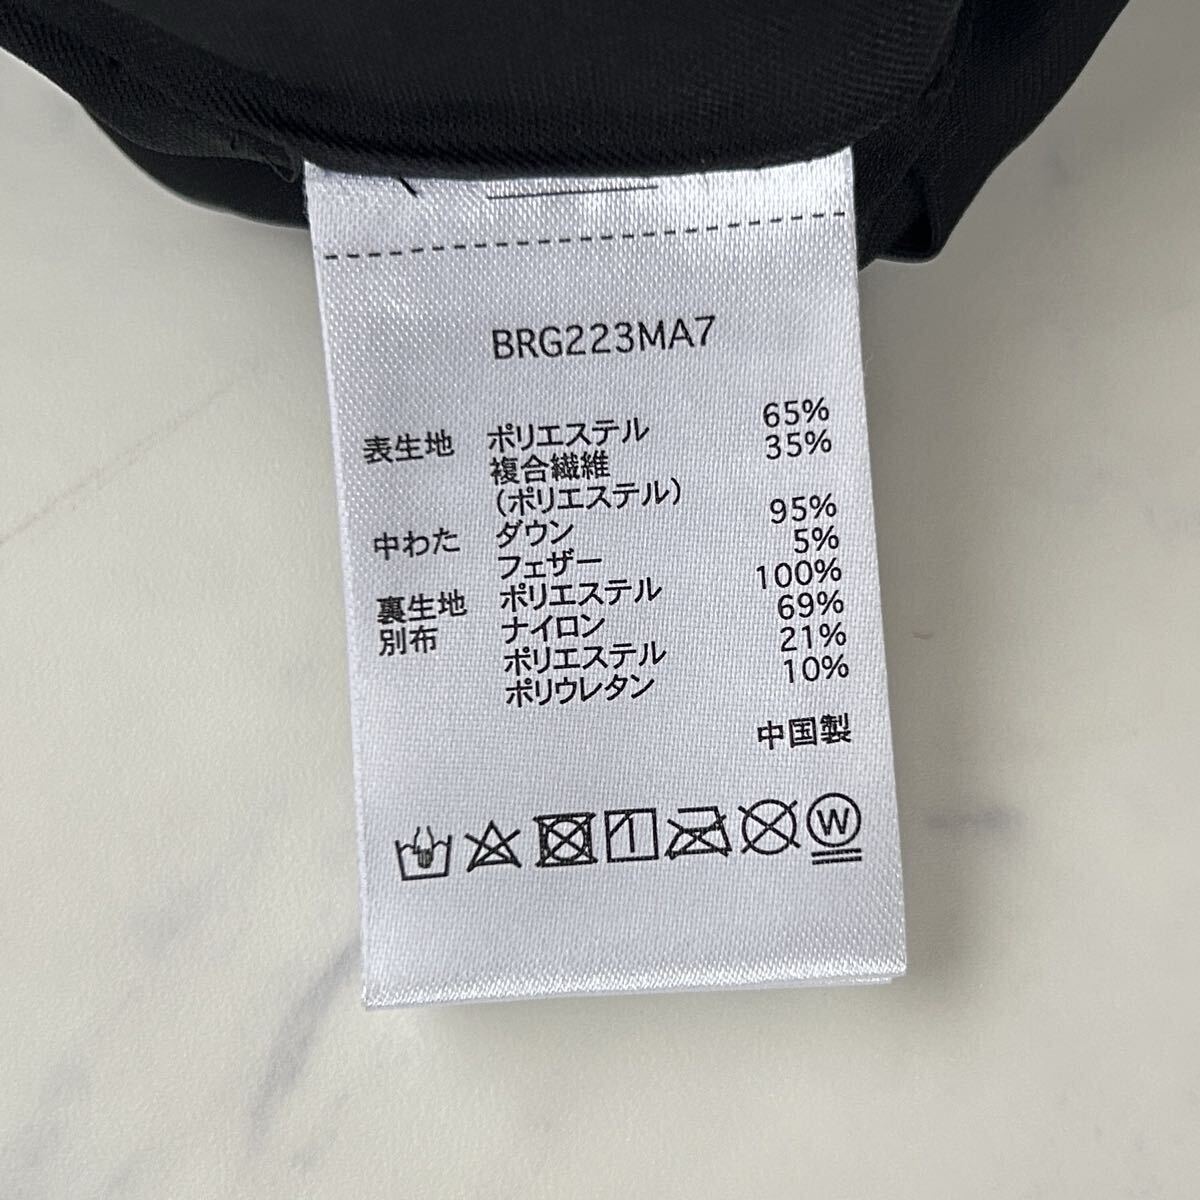 BRG223MA7
表生地 ポリエステル 65%
複合繊維 35%
(ポリエステル)
中わた ダウン 95%
フェザー 5%
裏生地 ポリエステル 100%
別布 ナイロン 69%
ポリエステル 21%
ポリウレタン 10%
中国製
W